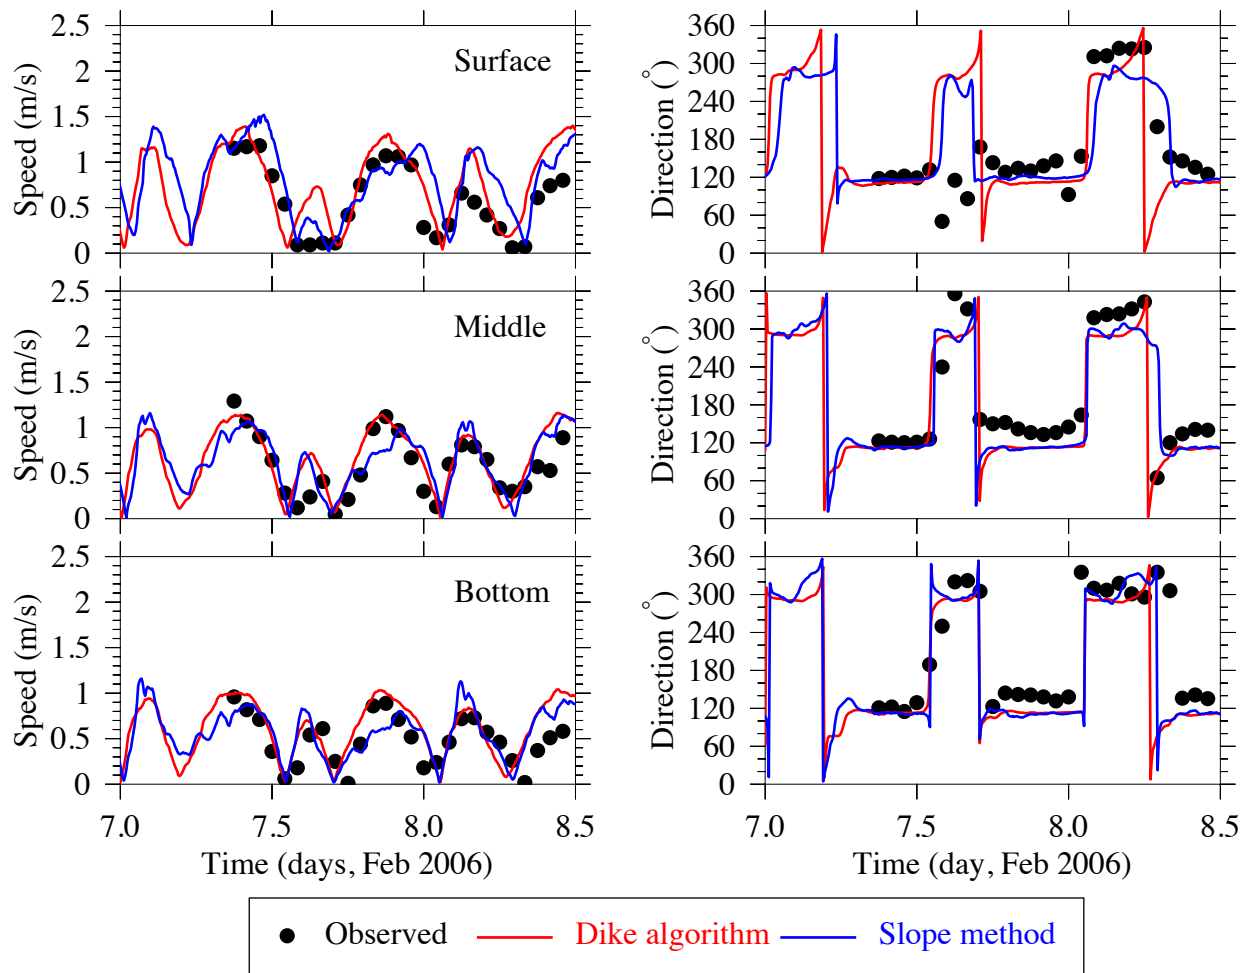 2.5
2
1.5
1
0.5
0
Speed (m/s)
Surface
360
300
240
180
120
60
0
Direction (°)
2.5
2
1.5
1
0.5
0
Speed (m/s)
Middle
360
300
240
180
120
60
0
Direction (°)
2.5
2
1.5
1
0.5
0
Speed (m/s)
Bottom
360
300
240
180
120
60
0
Direction (°)
7.0 7.5 8.0 8.5
Time (days, Feb 2006)
7.0 7.5 8.0 8.5
Time (day, Feb 2006)
Observed Dike algorithm Slope method